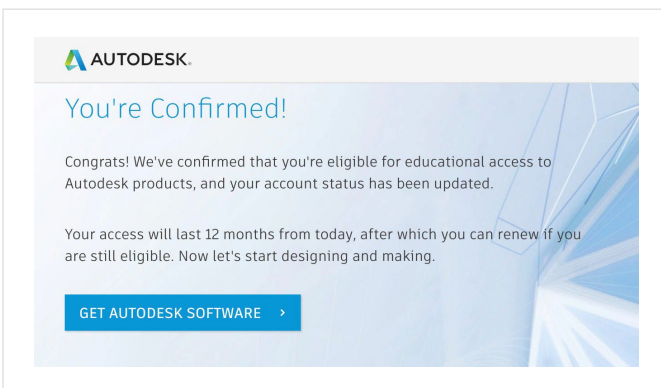 AUTODESK.
You're Confirmed!
Congrats! We've confirmed that you're eligible for educational access to
Autodesk products, and your account status has been updated.
Your access will last 12 months from today, after which you can renew if you
are still eligible. Now let's start designing and making.
GET AUTODESK SOFTWARE >